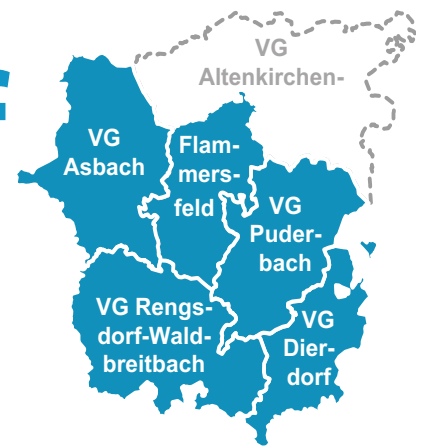 VG
Altenkirchen-
VG
Asbach
Flam-
mers-
feld
VG
Puder-
bach
VG Rengs-
dorf-Wald-
breitbach
VG
Dier-
dorf